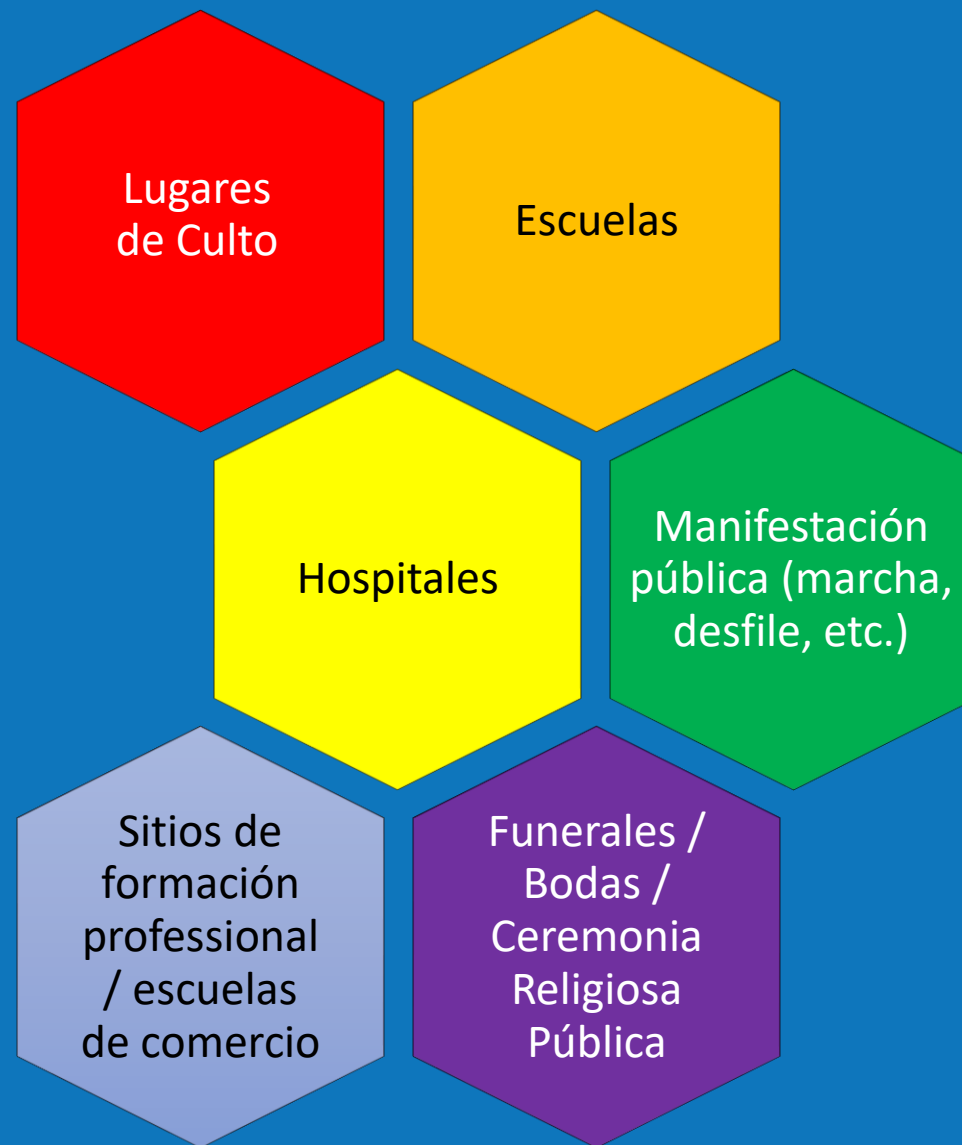 Lugares
de Culto
Escuelas
Hospitales
Manifestación
pública (marcha,
desfile, etc.)
Sitios de
formación
professional
/ escuelas
de comercio
Funerales /
Bodas /
Ceremonia
Religiosa
Pública